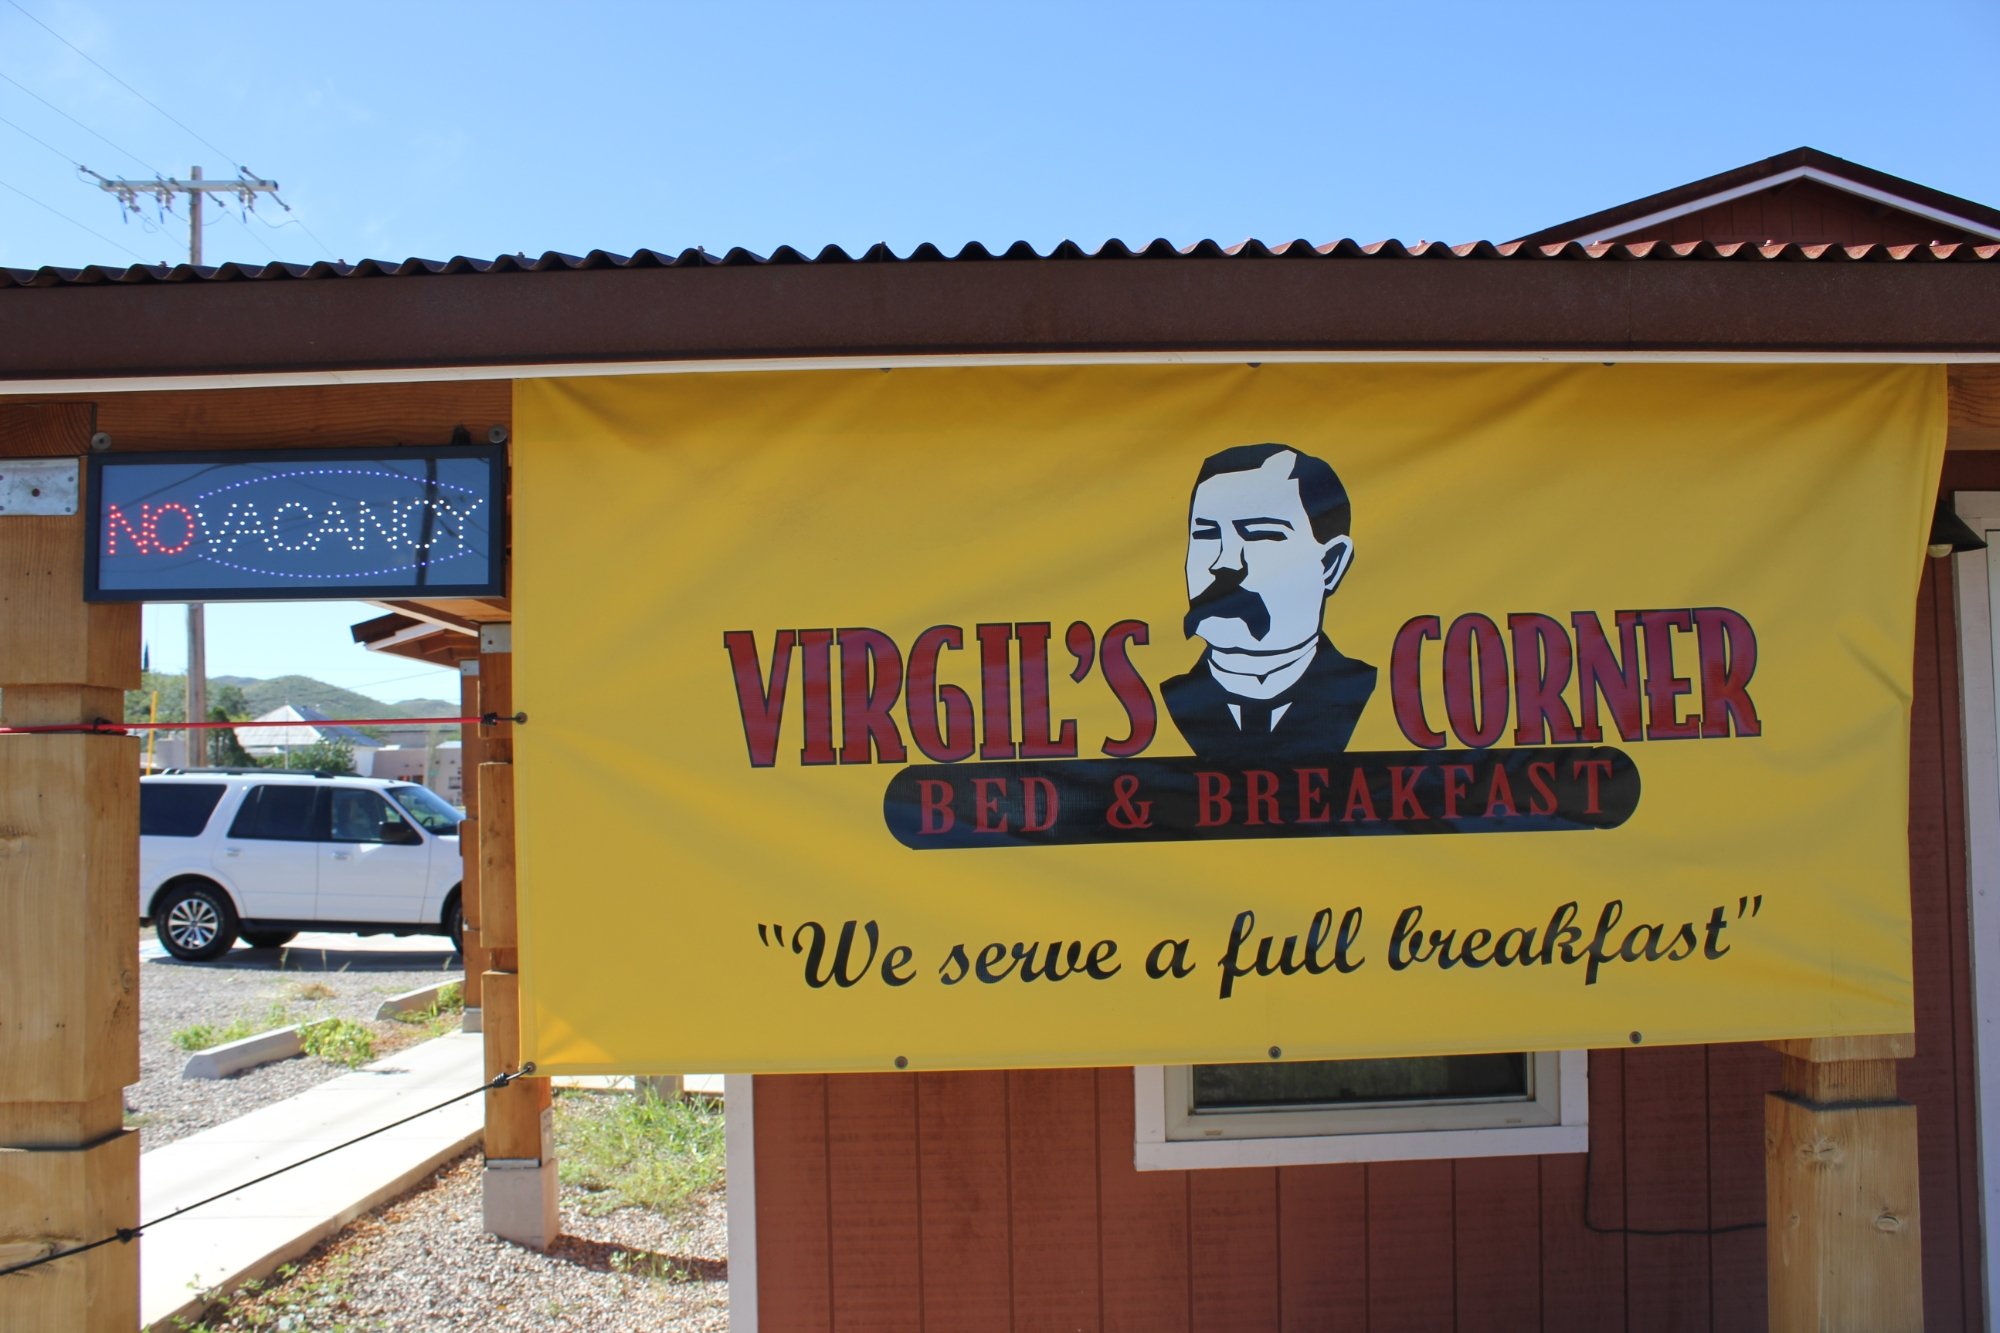 NO VACANCY
VIRGIL'S CORNER
BED & BREAKFAST
"We serve a full breakfast"